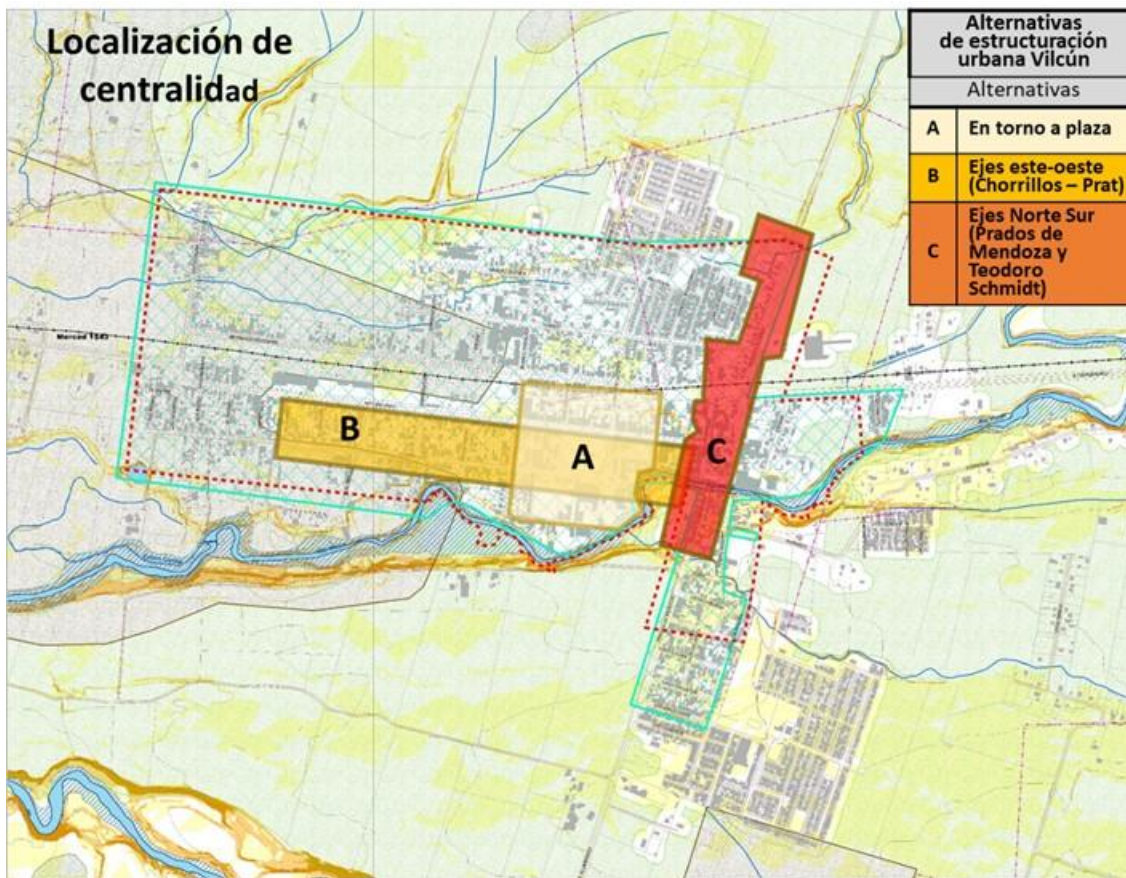 Localización de
centralidad
Alternativas
de estructuración
urbana Vilcún
Alternativas
A
En torno a plaza
B
Ejes este-oeste
(Chorrillos – Prat)
C
Ejes Norte Sur
(Prados de
Mendoza y
Teodoro
Schmidt)
B
A
C